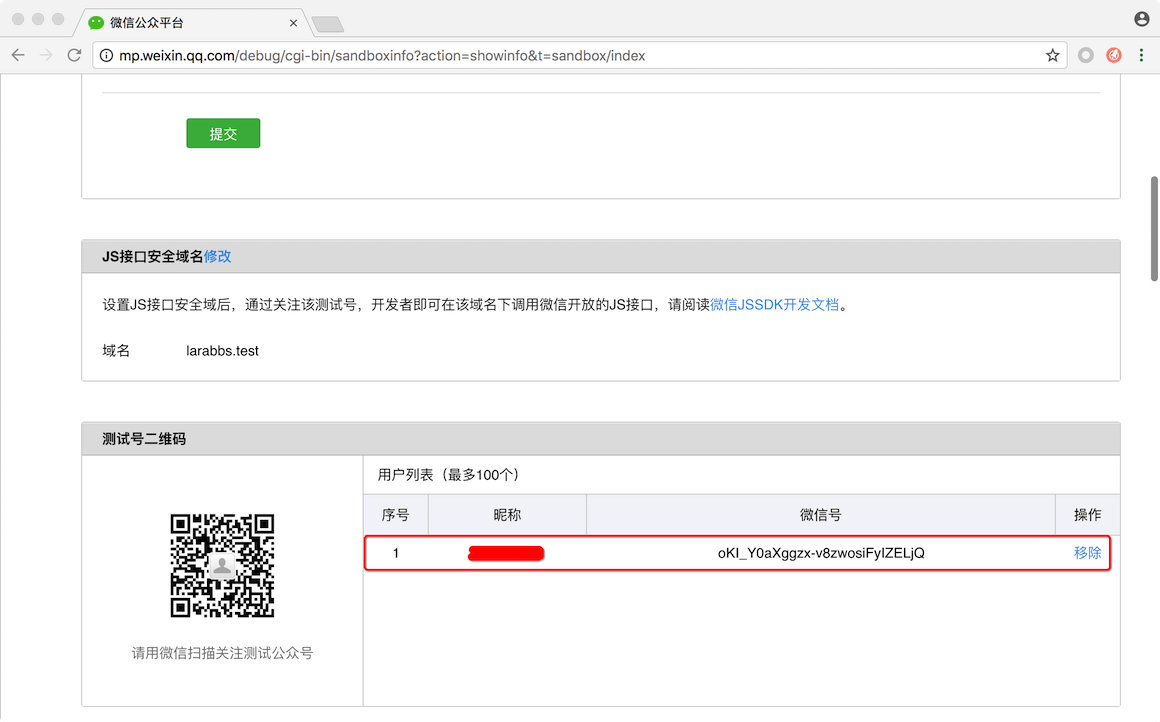 微信公众平台
mp.weixin.qq.com/debug/cgi-bin/sandboxinfo?action=showinfo&t=sandbox/index
提交
JS接口安全域名修改
设置JS接口安全域后，通过关注该测试号，开发者即可在该域名下调用微信开放的JS接口，请阅读微信JSSDK开发文档。
域名 larabbs.test
测试号二维码
用户列表（最多100个）
序号 昵称 微信号 操作
1 oKI_Y0aXggzx-v8zwosiFyIZELjQ 移除
请用微信扫描关注测试公众号